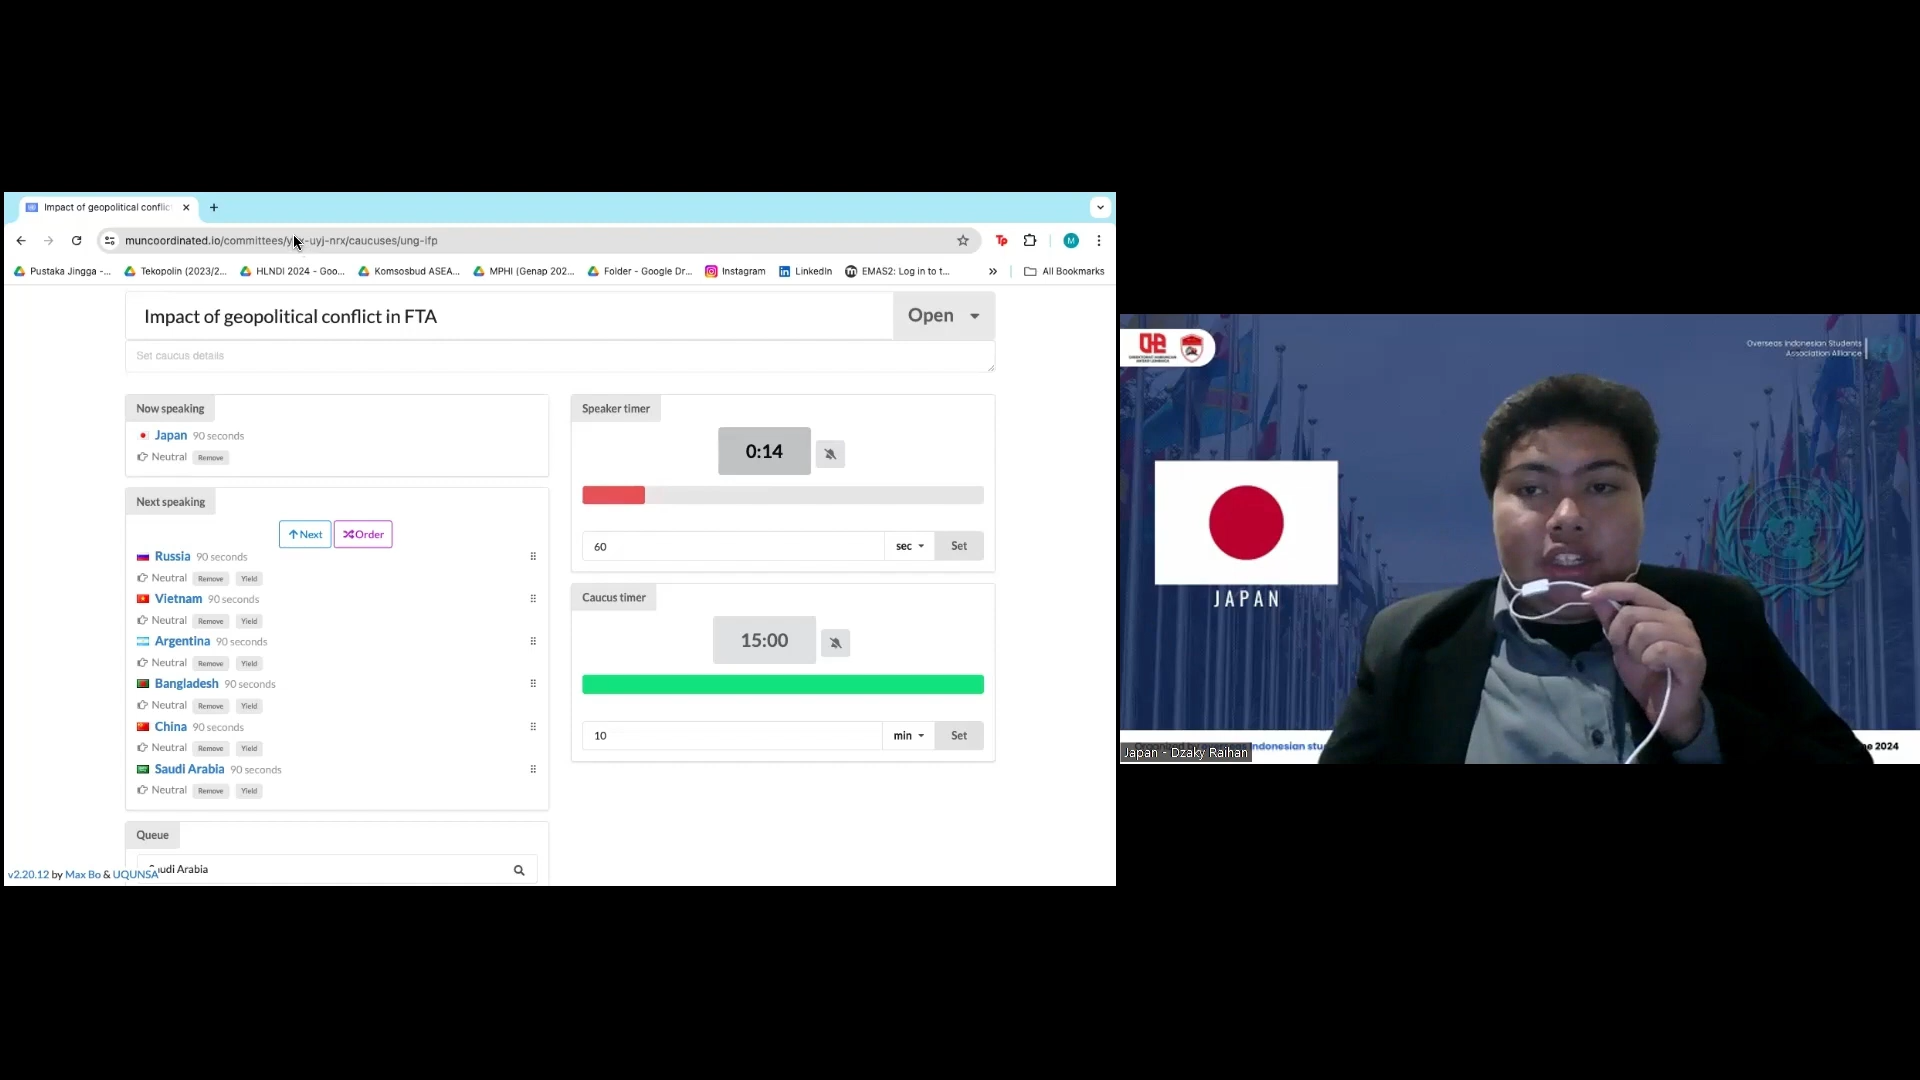 Impact of geopolitical conflic
muncoordinated.io/committees/y
-uyj-nrx/caucuses/ung-ifp
Pustaka Jingga -...
Tekopolin (2023/2...
HLNDI 2024 - Goo...
Komsosbud ASEA...
MPHI (Genap 202...
Folder - Google Dr...
Instagram
LinkedIn
EMAS2: Log in to t...
»
All Bookmarks
Tp
M
Impact of geopolitical conflict in FTA
Open
Set caucus details
Now speaking
Japan 90 seconds
Neutral Remove
Next speaking
Next Order
Russia 90 seconds
Neutral Remove Yield
Vietnam 90 seconds
Neutral Remove Yield
Argentina 90 seconds
Neutral Remove Yield
Bangladesh 90 seconds
Neutral Remove Yield
China 90 seconds
Neutral Remove Yield
Saudi Arabia 90 seconds
Neutral Remove Yield
Queue
udi Arabia
v2.20.12 by Max Bo & UQUNSA
Speaker timer
0:14
60 sec Set
Caucus timer
15:00
10 min Set
Overseas Indonesian Students
Association Alliance
JAPAN
Japan - Dzaky Raihan
ndonesian stu
e 2024